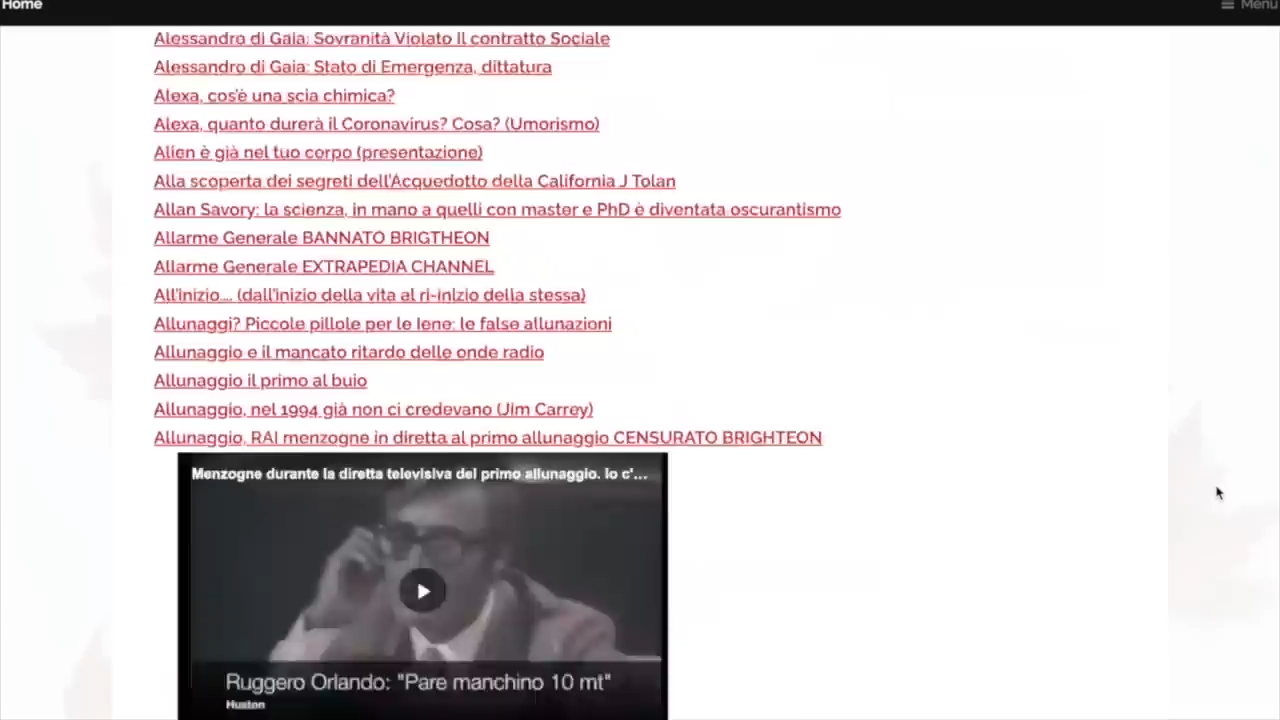 Home
Menu
Alessandro di Gaia: Sovranità Violato Il contratto Sociale
Alessandro di Gaia: Stato di Emergenza, dittatura
Alexa, cos'è una scia chimica?
Alexa, quanto durerà il Coronavirus? Cosa? (Umorismo)
Alien è già nel tuo corpo (presentazione)
Alla scoperta dei segreti dell'Acquedotto della California J Tolan
Allan Savory: la scienza, in mano a quelli con master e PhD è diventata oscurantismo
Allarme Generale BANNATO BRIGTHEON
Allarme Generale EXTRAPEDIA CHANNEL
All'inizio.... (dall'inizio della vita al ri-inizio della stessa)
Allunaggi? Piccole pillole per le Iene: le false allunazioni
Allunaggio e il mancato ritardo delle onde radio
Allunaggio il primo al buio
Allunaggio, nel 1994 già non ci credevano (Jim Carrey)
Allunaggio, RAI menzogne in diretta al primo allunaggio CENSURATO BRIGHTEON
Menzogne durante la diretta televisiva del primo allunaggio. Io c'...
Ruggero Orlando: "Pare manchino 10 mt"
Huston